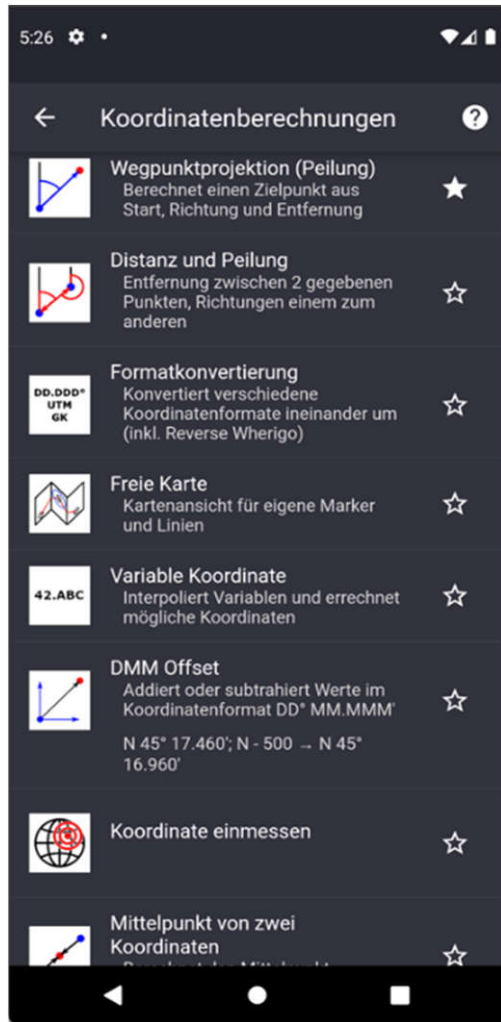 5:26
Koordinatenberechnungen
Wegpunktprojektion (Peilung)
Berechnet einen Zielpunkt aus
Start, Richtung und Entfernung
Distanz und Peilung
Entfernung zwischen 2 gegebenen
Punkten, Richtungen einem zum
anderen
DD.DDD°
UTM
GK
Formatkonvertierung
Konvertiert verschiedene
Koordinatenformate ineinander um
(inkl. Reverse Wherigo)
Freie Karte
Kartenansicht für eigene Marker
und Linien
42.ABC
Variable Koordinate
Interpoliert Variablen und errechnet
mögliche Koordinaten
DMM Offset
Addiert oder subtrahiert Werte im
Koordinatenformat DD° MM.MMM'
N 45° 17.460'; N - 500 → N 45°
16.960'
Koordinate einmessen
Mittelpunkt von zwei
Koordinaten